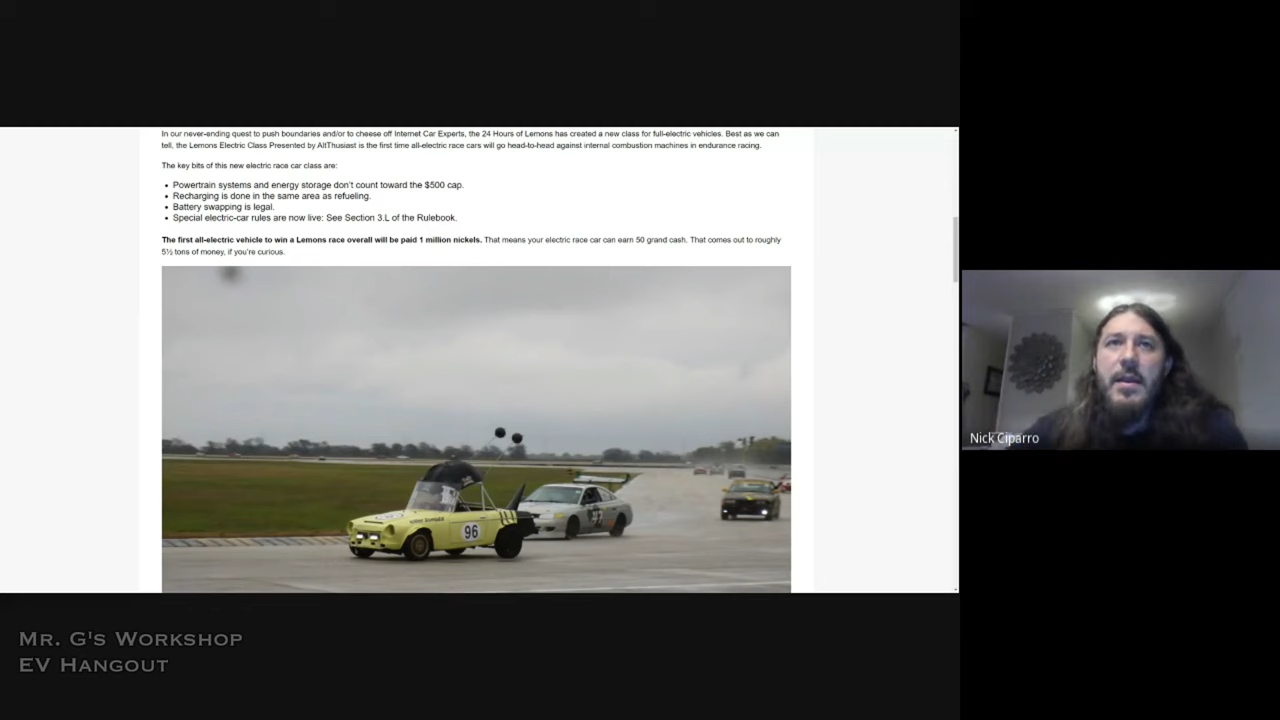 In our never-ending quest to push boundaries and/or to cheese off Internet Car Experts, the 24 Hours of Lemons has created a new class for full-electric vehicles. Best as we can
tell, the Lemons Electric Class Presented by AltThusiast is the first time all-electric race cars will go head-to-head against internal combustion machines in endurance racing.
The key bits of this new electric race car class are:
• Powertrain systems and energy storage don't count toward the $500 cap.
• Recharging is done in the same area as refueling.
• Battery swapping is legal.
• Special electric-car rules are now live: See Section 3.L of the Rulebook.
The first all-electric vehicle to win a Lemons race overall will be paid 1 million nickels. That means your electric race car can earn 50 grand cash. That comes out to roughly
5½ tons of money, if you're curious.
96
Nick Ciparro
Mr. G's Workshop
EV Hangout